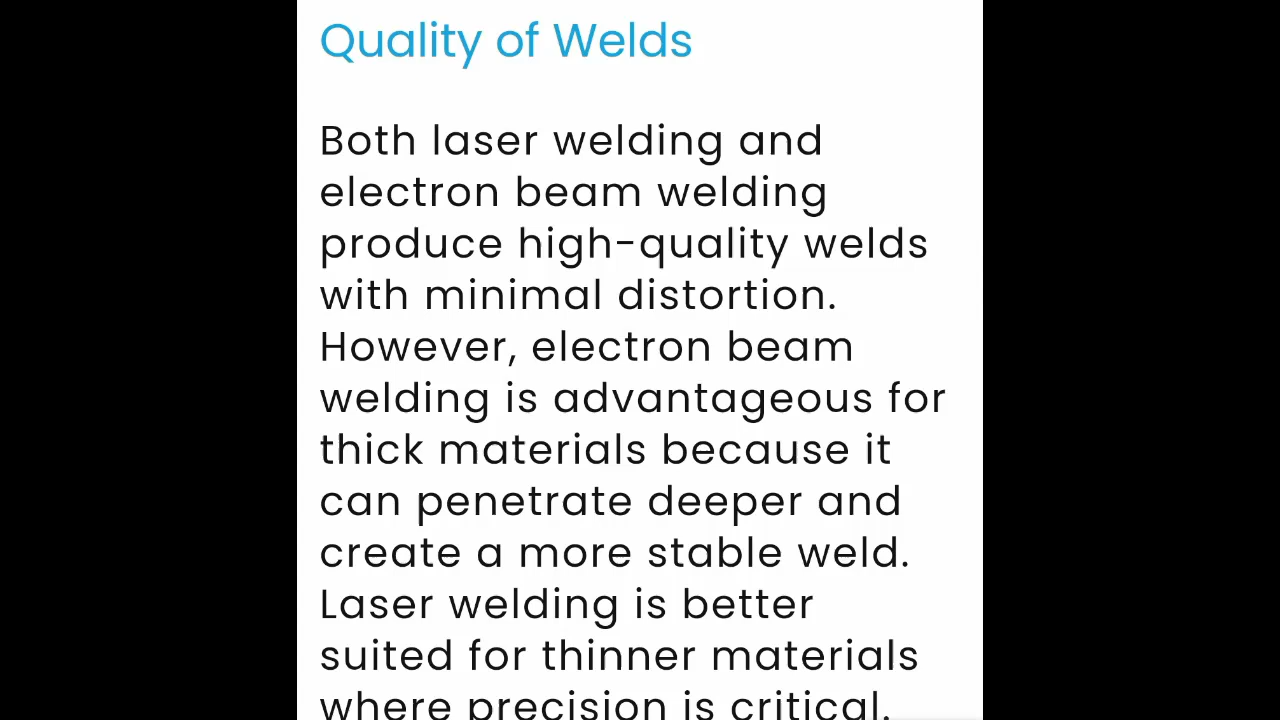 Quality of Welds
Both laser welding and
electron beam welding
produce high-quality welds
with minimal distortion.
However, electron beam
welding is advantageous for
thick materials because it
can penetrate deeper and
create a more stable weld.
Laser welding is better
suited for thinner materials
where precision is critical.